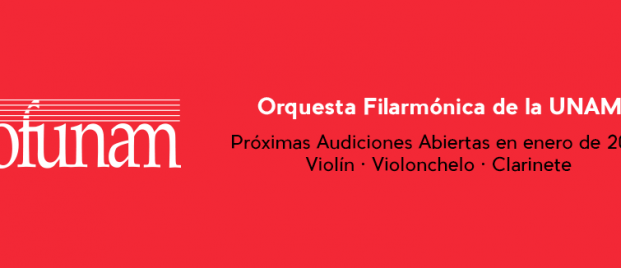 ofunam
Orquesta Filarmónica de la UNAM
Próximas Audiciones Abiertas en enero de
Violín · Violonchelo · Clarinete